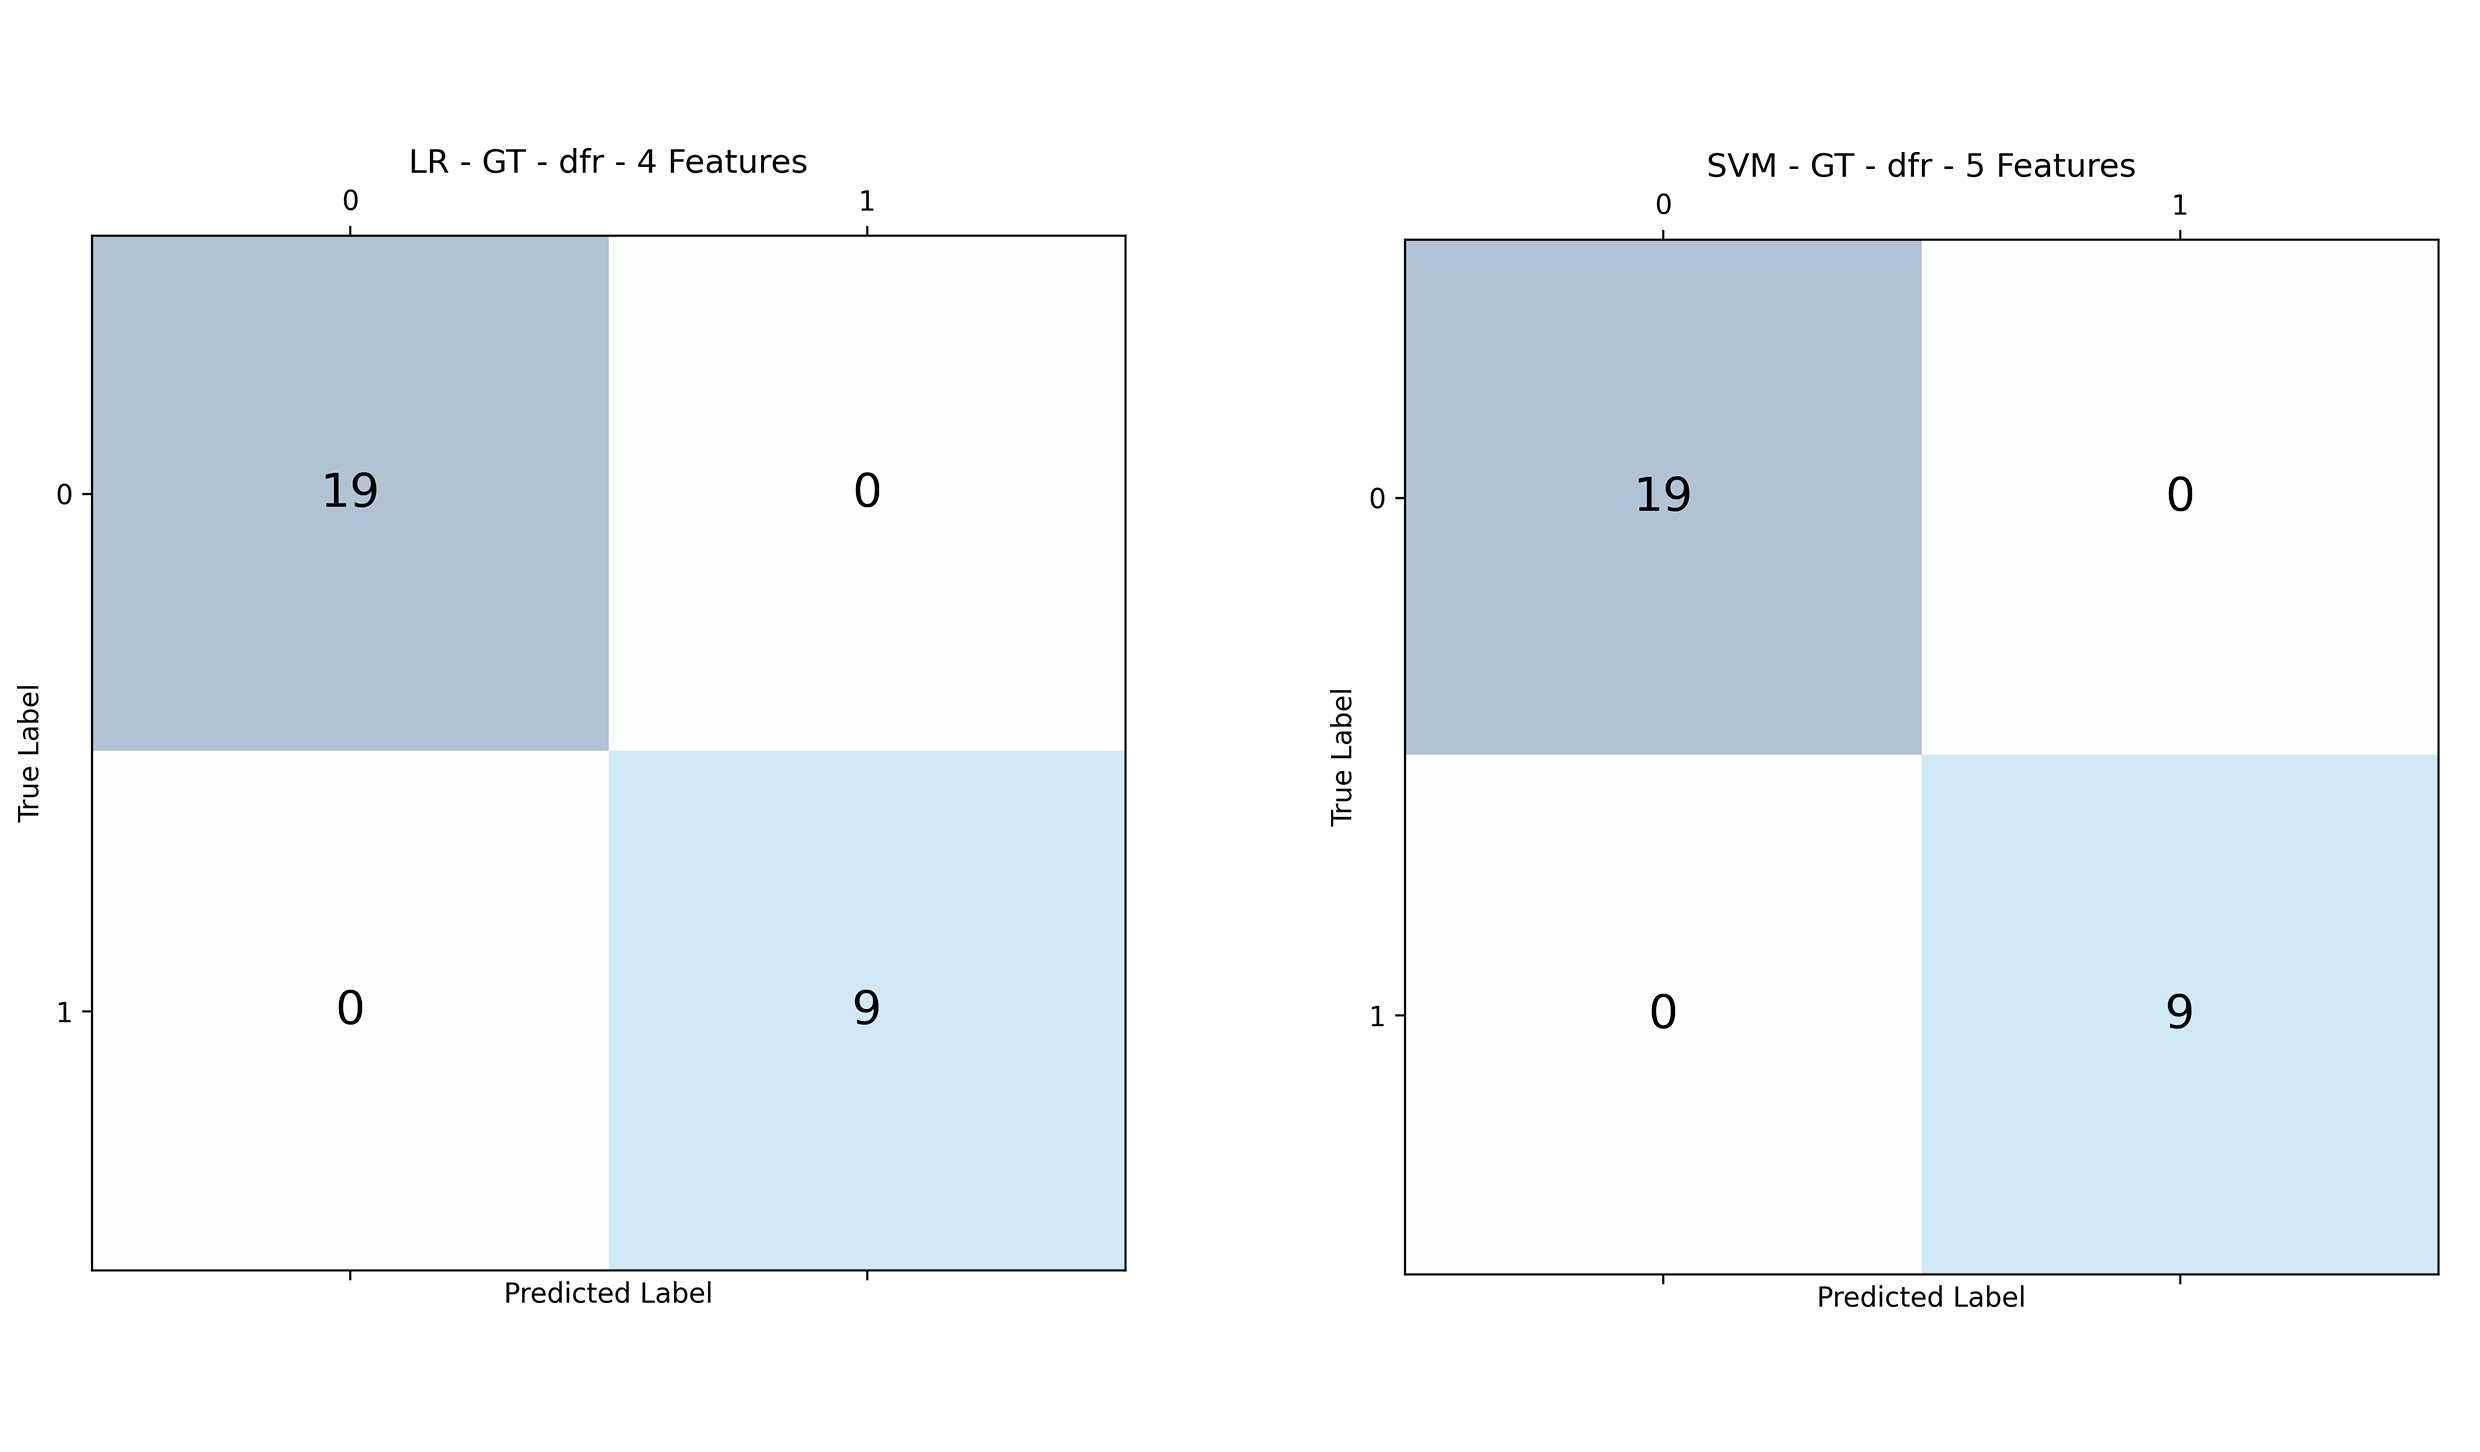 LR - GT - dfr - 4 Features
0 1
0 19 0
True Label
1 0 9
Predicted Label
SVM - GT - dfr - 5 Features
0 1
0 19 0
True Label
1 0 9
Predicted Label